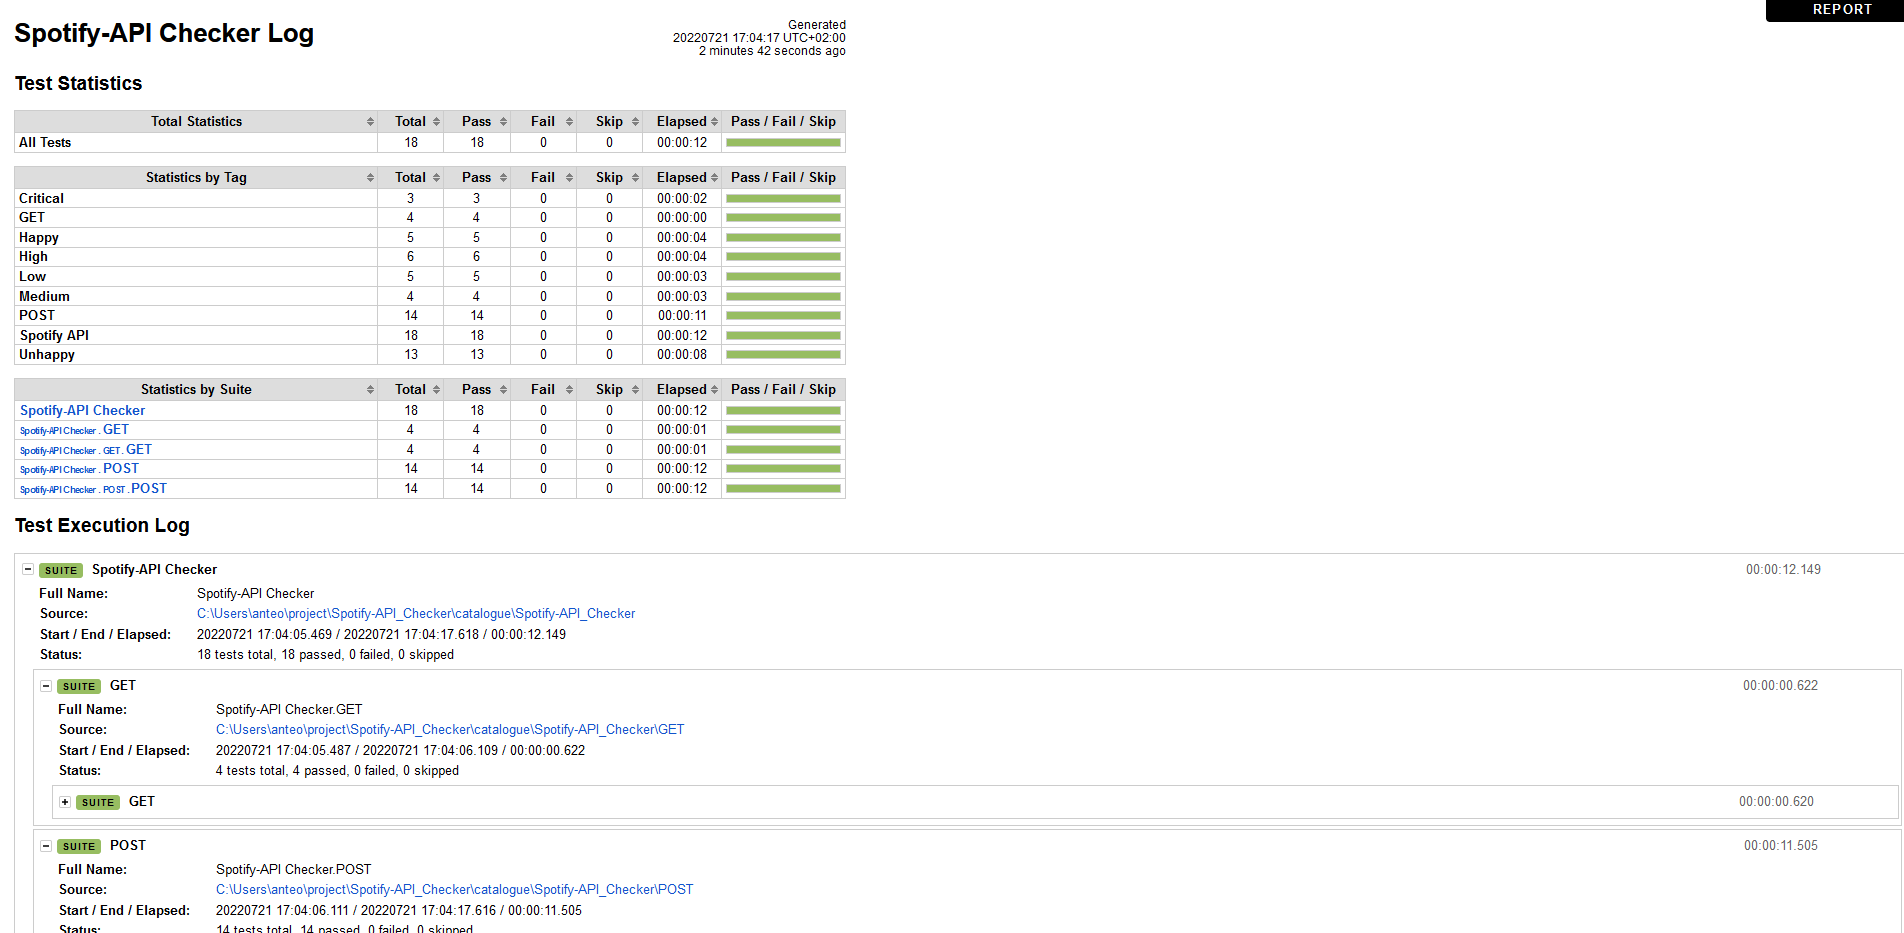 REPORT
Spotify-API Checker Log
Generated
20220721 17:04:17 UTC+02:00
2 minutes 42 seconds ago
Test Statistics
Total Statistics Total Pass Fail Skip Elapsed Pass / Fail / Skip
All Tests 18 18 0 0 00:00:12
Statistics by Tag Total Pass Fail Skip Elapsed Pass / Fail / Skip
Critical 3 3 0 0 00:00:02
GET 4 4 0 0 00:00:00
Happy 5 5 0 0 00:00:04
High 6 6 0 0 00:00:04
Low 5 5 0 0 00:00:03
Medium 4 4 0 0 00:00:03
POST 14 14 0 0 00:00:11
Spotify API 18 18 0 0 00:00:12
Unhappy 13 13 0 0 00:00:08
Statistics by Suite Total Pass Fail Skip Elapsed Pass / Fail / Skip
Spotify-API Checker 18 18 0 0 00:00:12
Spotify-API Checker . GET 4 4 0 0 00:00:01
Spotify-API Checker . GET . GET 4 4 0 0 00:00:01
Spotify-API Checker . POST 14 14 0 0 00:00:12
Spotify-API Checker . POST . POST 14 14 0 0 00:00:12
Test Execution Log
SUITE Spotify-API Checker 00:00:12.149
Full Name: Spotify-API Checker
Source: C:\Users\anteo\project\Spotify-API_Checker\catalogue\Spotify-API_Checker
Start / End / Elapsed: 20220721 17:04:05.469 / 20220721 17:04:17.618 / 00:00:12.149
Status: 18 tests total, 18 passed, 0 failed, 0 skipped
SUITE GET 00:00:00.622
Full Name: Spotify-API Checker.GET
Source: C:\Users\anteo\project\Spotify-API_Checker\catalogue\Spotify-API_Checker\GET
Start / End / Elapsed: 20220721 17:04:05.487 / 20220721 17:04:06.109 / 00:00:00.622
Status: 4 tests total, 4 passed, 0 failed, 0 skipped
SUITE GET 00:00:00.620
SUITE POST 00:00:11.505
Full Name: Spotify-API Checker.POST
Source: C:\Users\anteo\project\Spotify-API_Checker\catalogue\Spotify-API_Checker\POST
Start / End / Elapsed: 20220721 17:04:06.111 / 20220721 17:04:17.616 / 00:00:11.505
Status: 14 tests total, 14 passed, 0 failed, 0 skipped